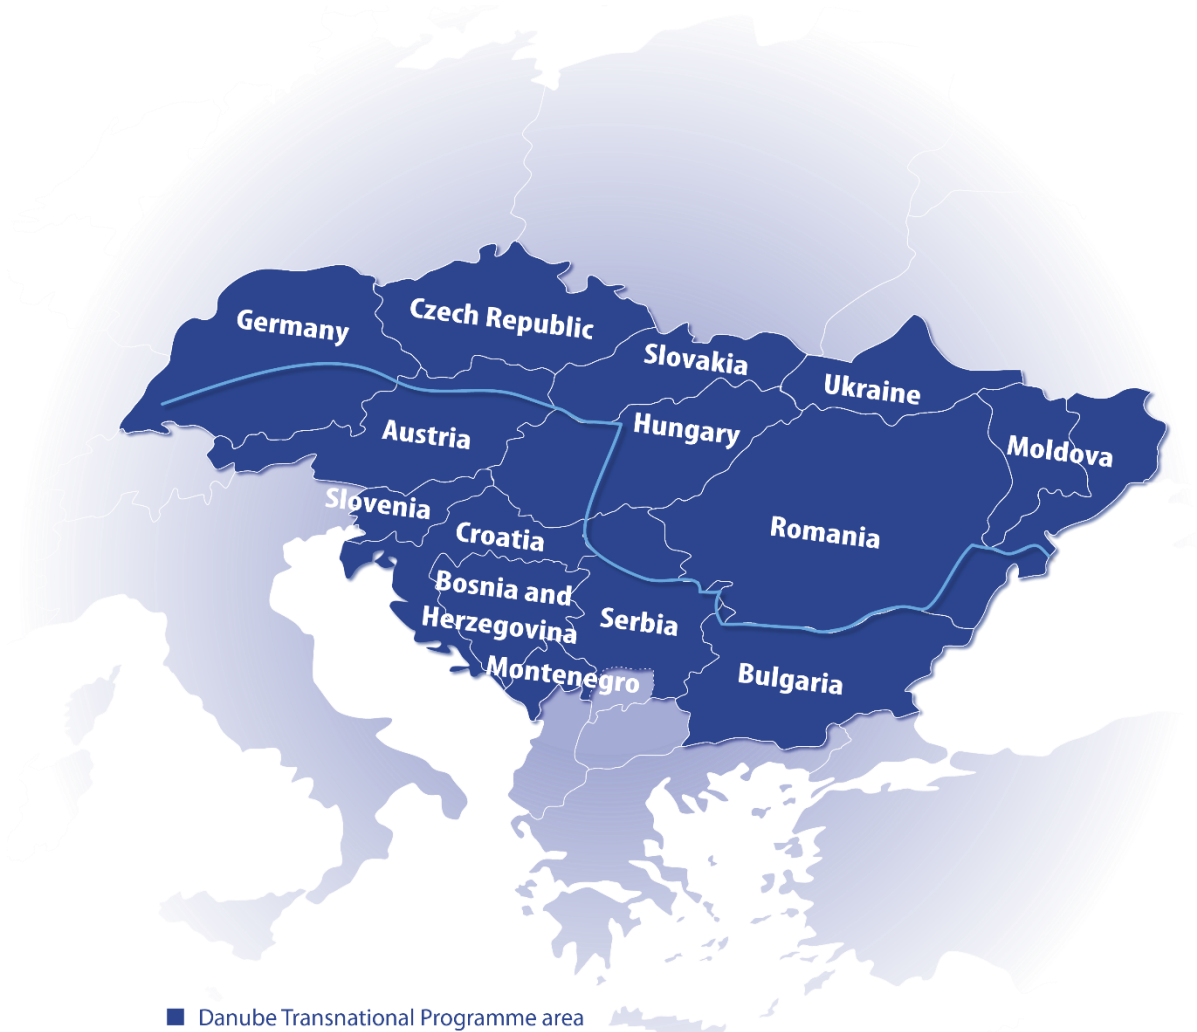 Germany
Czech Republic
Slovakia
Ukraine
Austria
Hungary
Moldova
Slovenia
Croatia
Romania
Bosnia and
Herzegovina
Serbia
Montenegro
Bulgaria
Danube Transnational Programme area